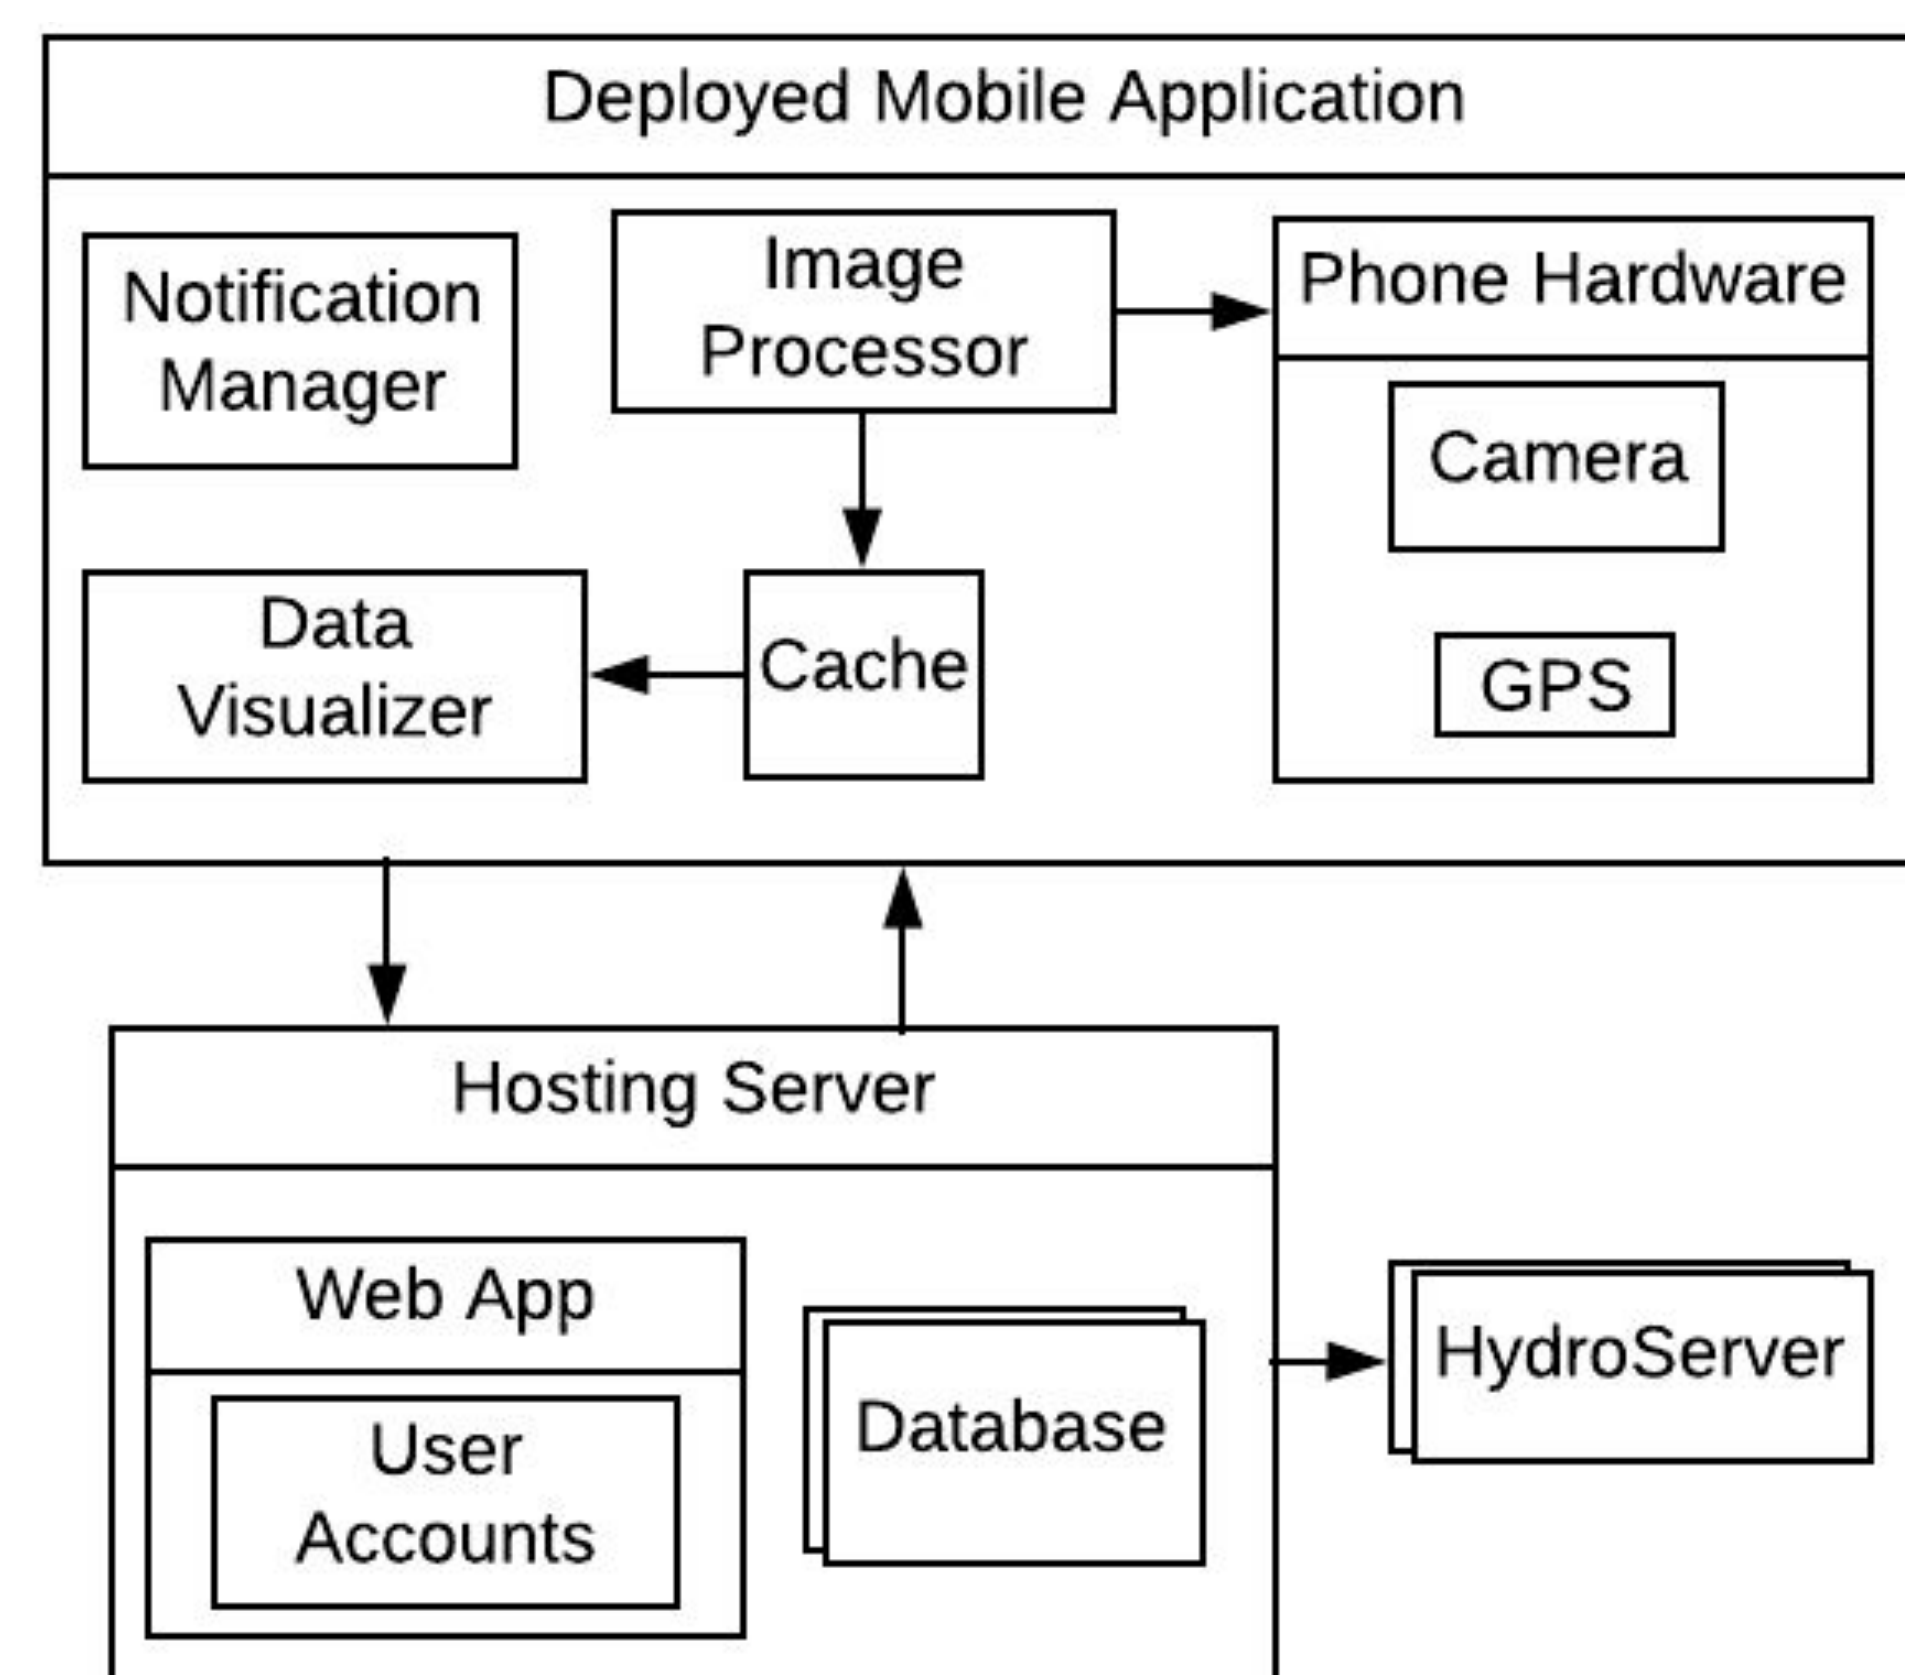 Deployed Mobile Application
Notification
Manager
Image
Processor
Phone Hardware
Camera
GPS
Data
Visualizer
Cache
Hosting Server
Web App
User
Accounts
Database
HydroServer